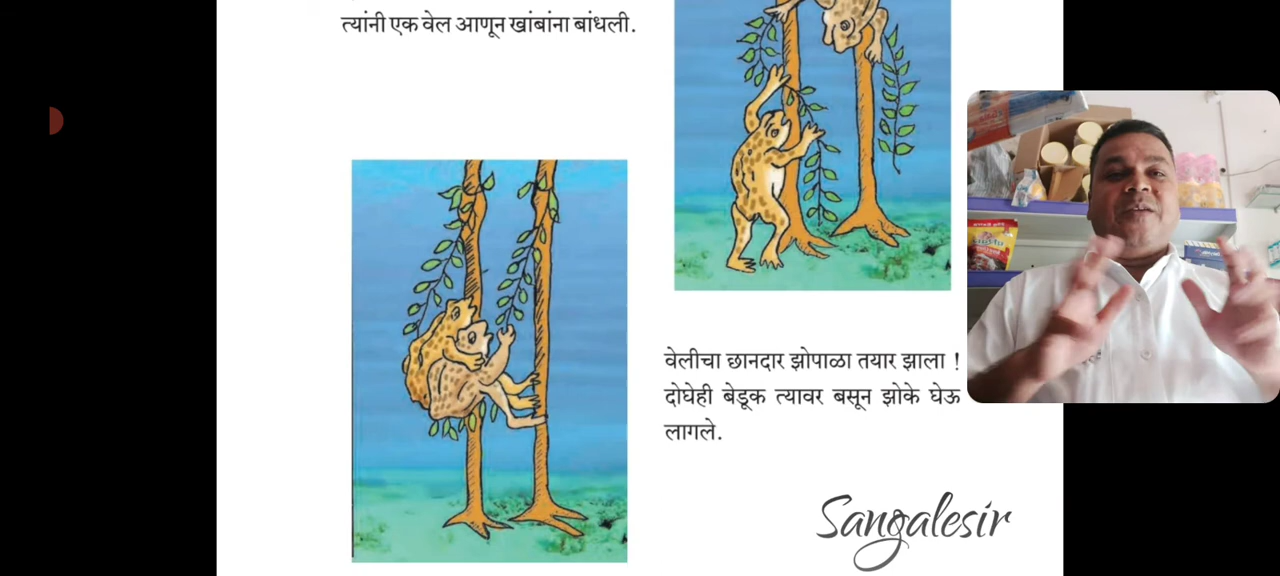 त्यांनी एक वेल आणून खांबांना बांधली.
वेलीचा छानदार झोपाळा तयार झाला !
दोघेही बेडूक त्यावर बसून झोके घेऊ
लागले.
Sangalesir